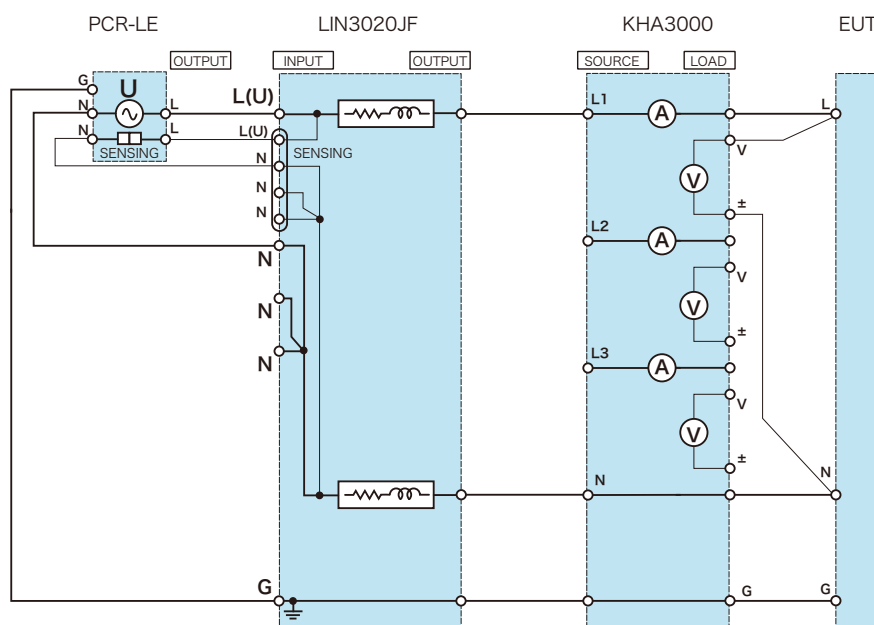 PCR-LE LIN3020JF KHA3000 EUT
OUTPUT INPUT OUTPUT SOURCE LOAD
G U
N L L(U) L1 A L
N L L(U) V
SENSING N SENSING V
N ±
N L2 A
N V
N V
±
N L3 A
V
V
±
N N
G G G